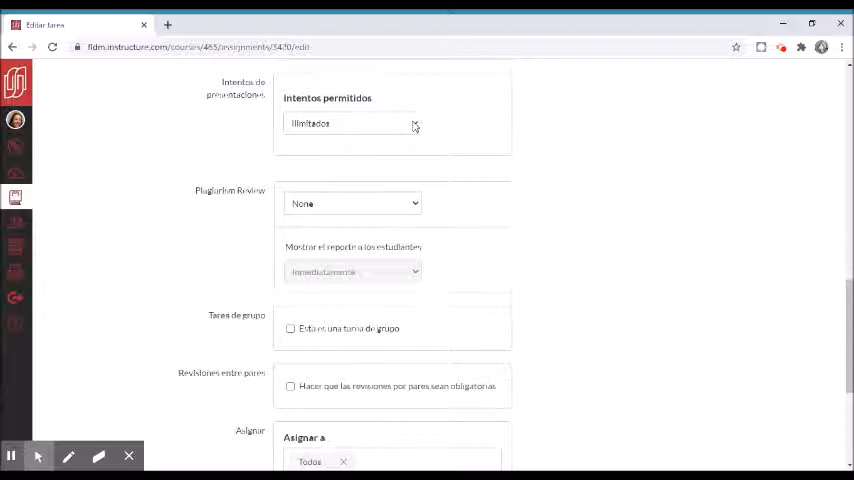 Editar tarea
fidm.instructure.com/courses/465/assignments/3420/edit
Intentos de
presentaciones
Intentos permitidos
Ilimitados
Plagiarism Review
None
Mostrar el reporte a los estudiantes
Inmediatamente
Tarea de grupo
Esta es una tarea de grupo
Revisiones entre pares
Hacer que las revisiones por pares sean obligatorias
Asignar
Asignar a
Todos